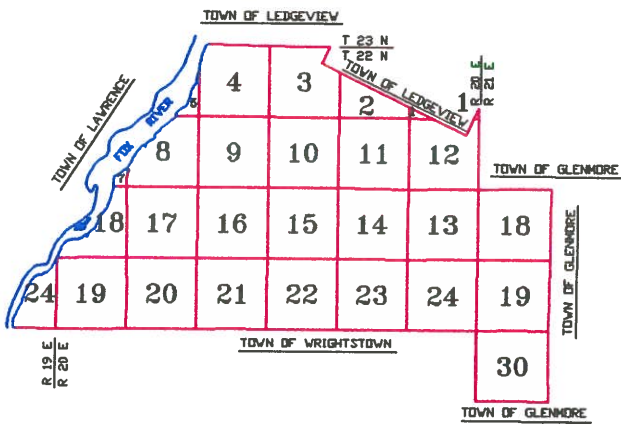 TOWN OF LEDGEVIEW
T 23 N
T 22 N
TOWN OF LEDGEVIEW
R 20 E
R 21 E
TOWN OF LAWRENCE
FOX RIVER
4 3 2 1
8 9 10 11 12
TOWN OF GLENMORE
18 17 16 15 14 13 18
TOWN OF GLENMORE
24 19 20 21 22 23 24 19
R 19 E
R 20 E
TOWN OF WRIGHTSTOWN
30
TOWN OF GLENMORE